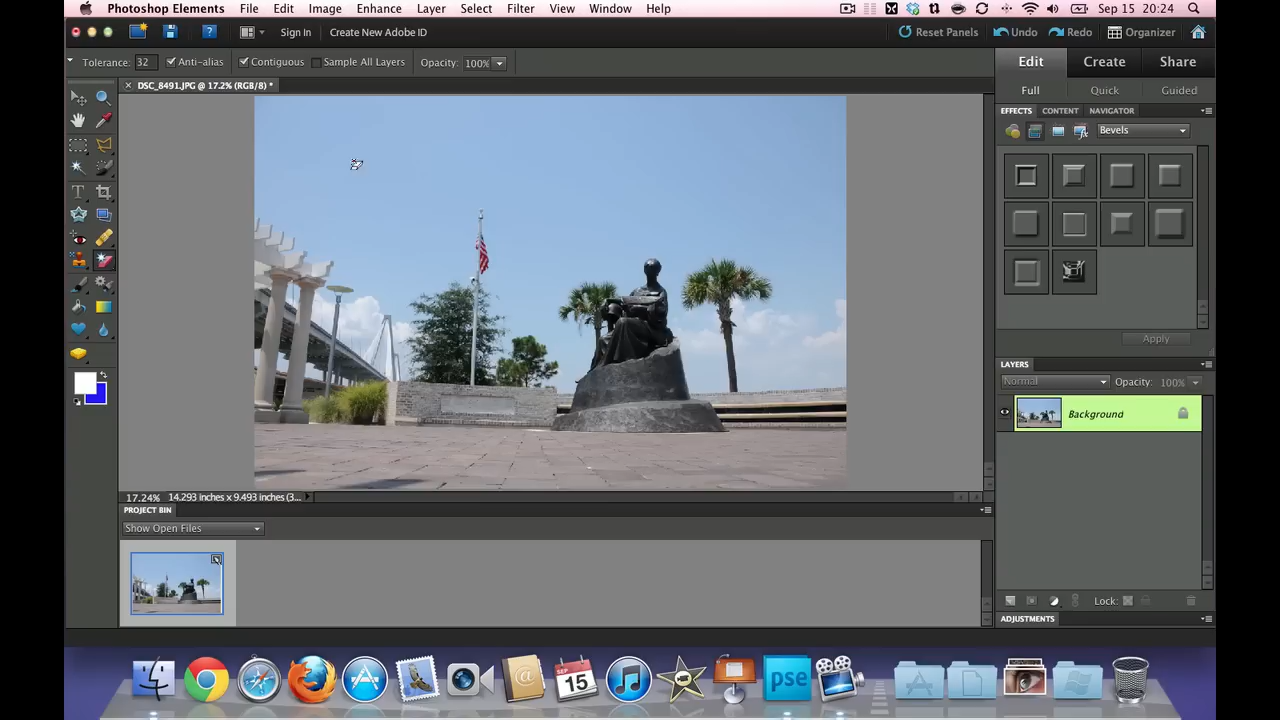 Photoshop Elements File Edit Image Enhance Layer Select Filter View Window Help Sep 15 20:24
Sign In Create New Adobe ID Reset Panels Undo Redo Organizer
Tolerance: 32 Anti-alias Contiguous Sample All Layers Opacity: 100%
Edit Create Share
DSC_8491.JPG @ 17.2% (RGB/8) *
Full Quick Guided
EFFECTS CONTENT NAVIGATOR
Bevels
T
Apply
LAYERS
Normal Opacity: 100%
Background
17.24% 14.293 inches x 9.493 inches (3...
PROJECT BIN
Show Open Files
Lock:
ADJUSTMENTS
SEP
15
pse